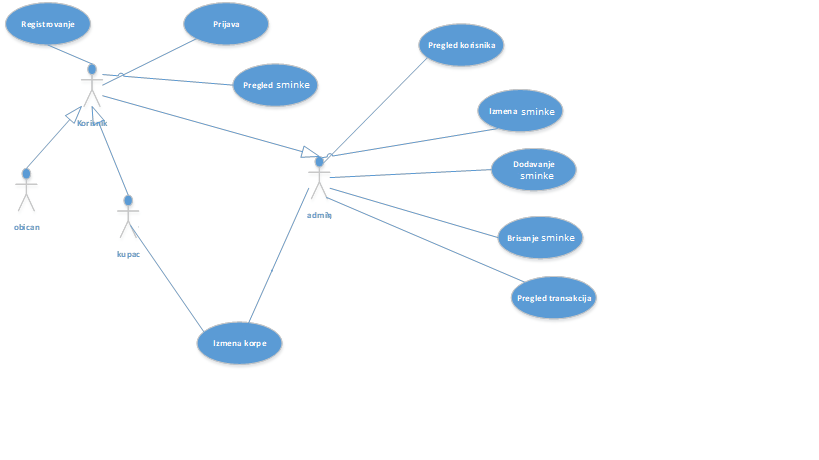 Registrovanje
Prijava
Pregled korisnika
Pregled sminke
Izmena sminke
Korisnik
Dodavanje
sminke
admin
obican
Brisanje sminke
kupac
Pregled transakcija
Izmena korpe